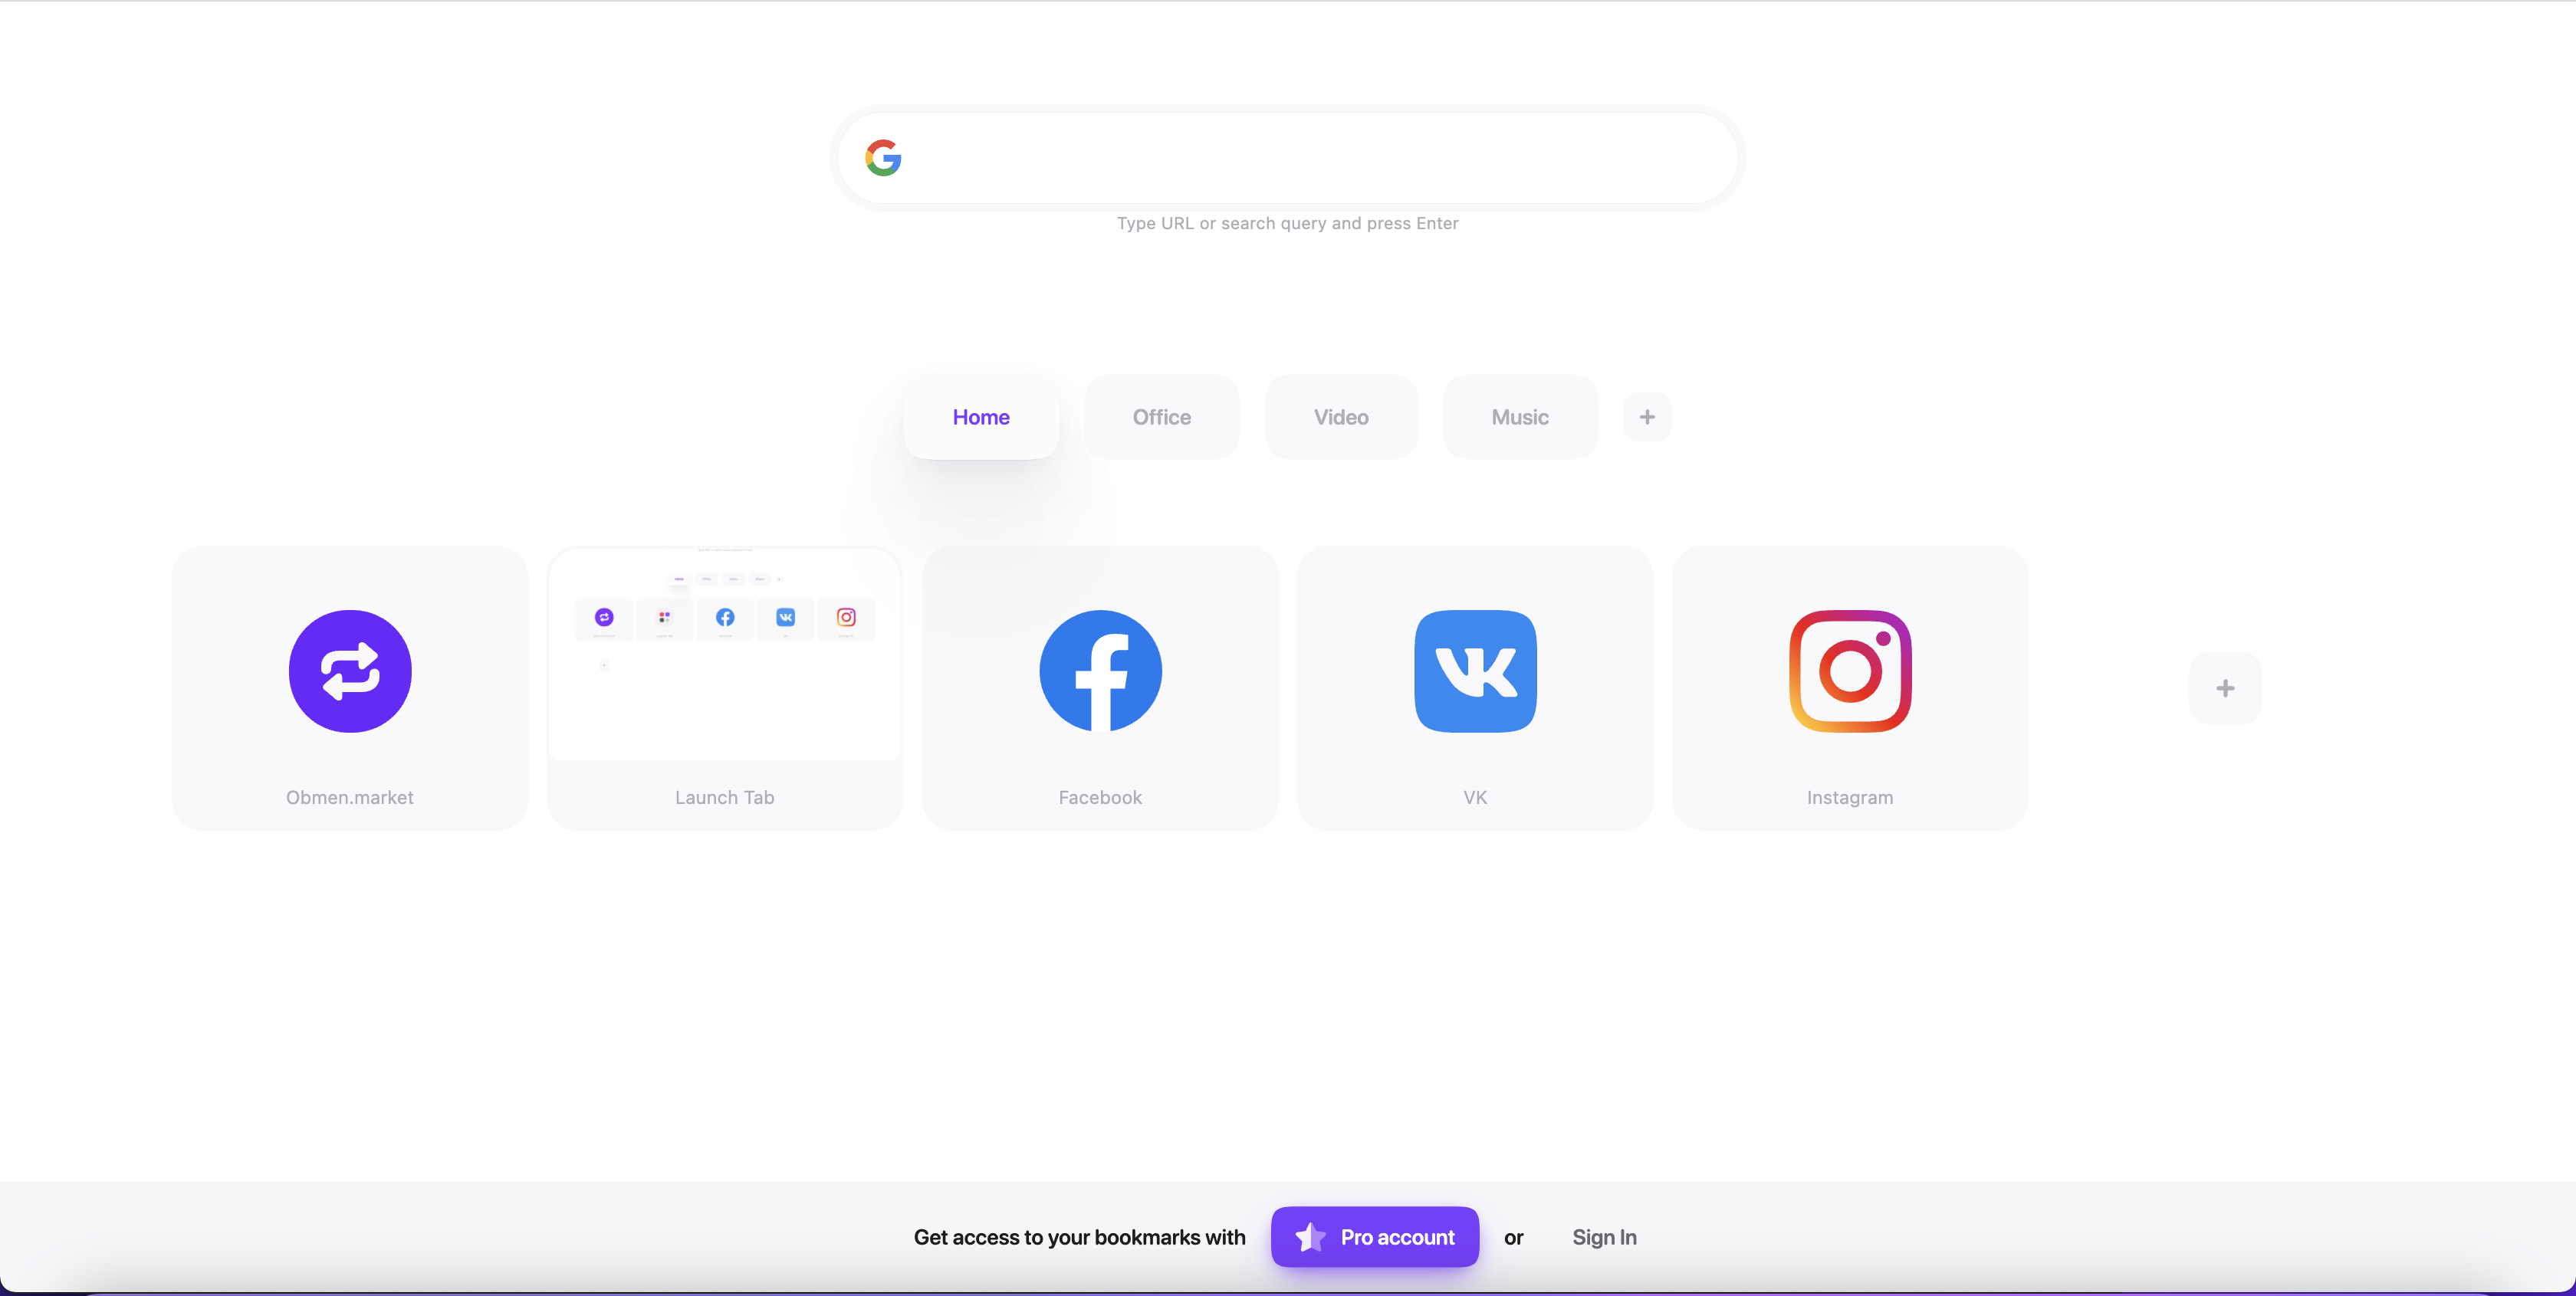 Type URL or search query and press Enter
Home
Office
Video
Music
Obmen.market
Launch Tab
Facebook
VK
Instagram
Get access to your bookmarks with
Pro account
or
Sign In